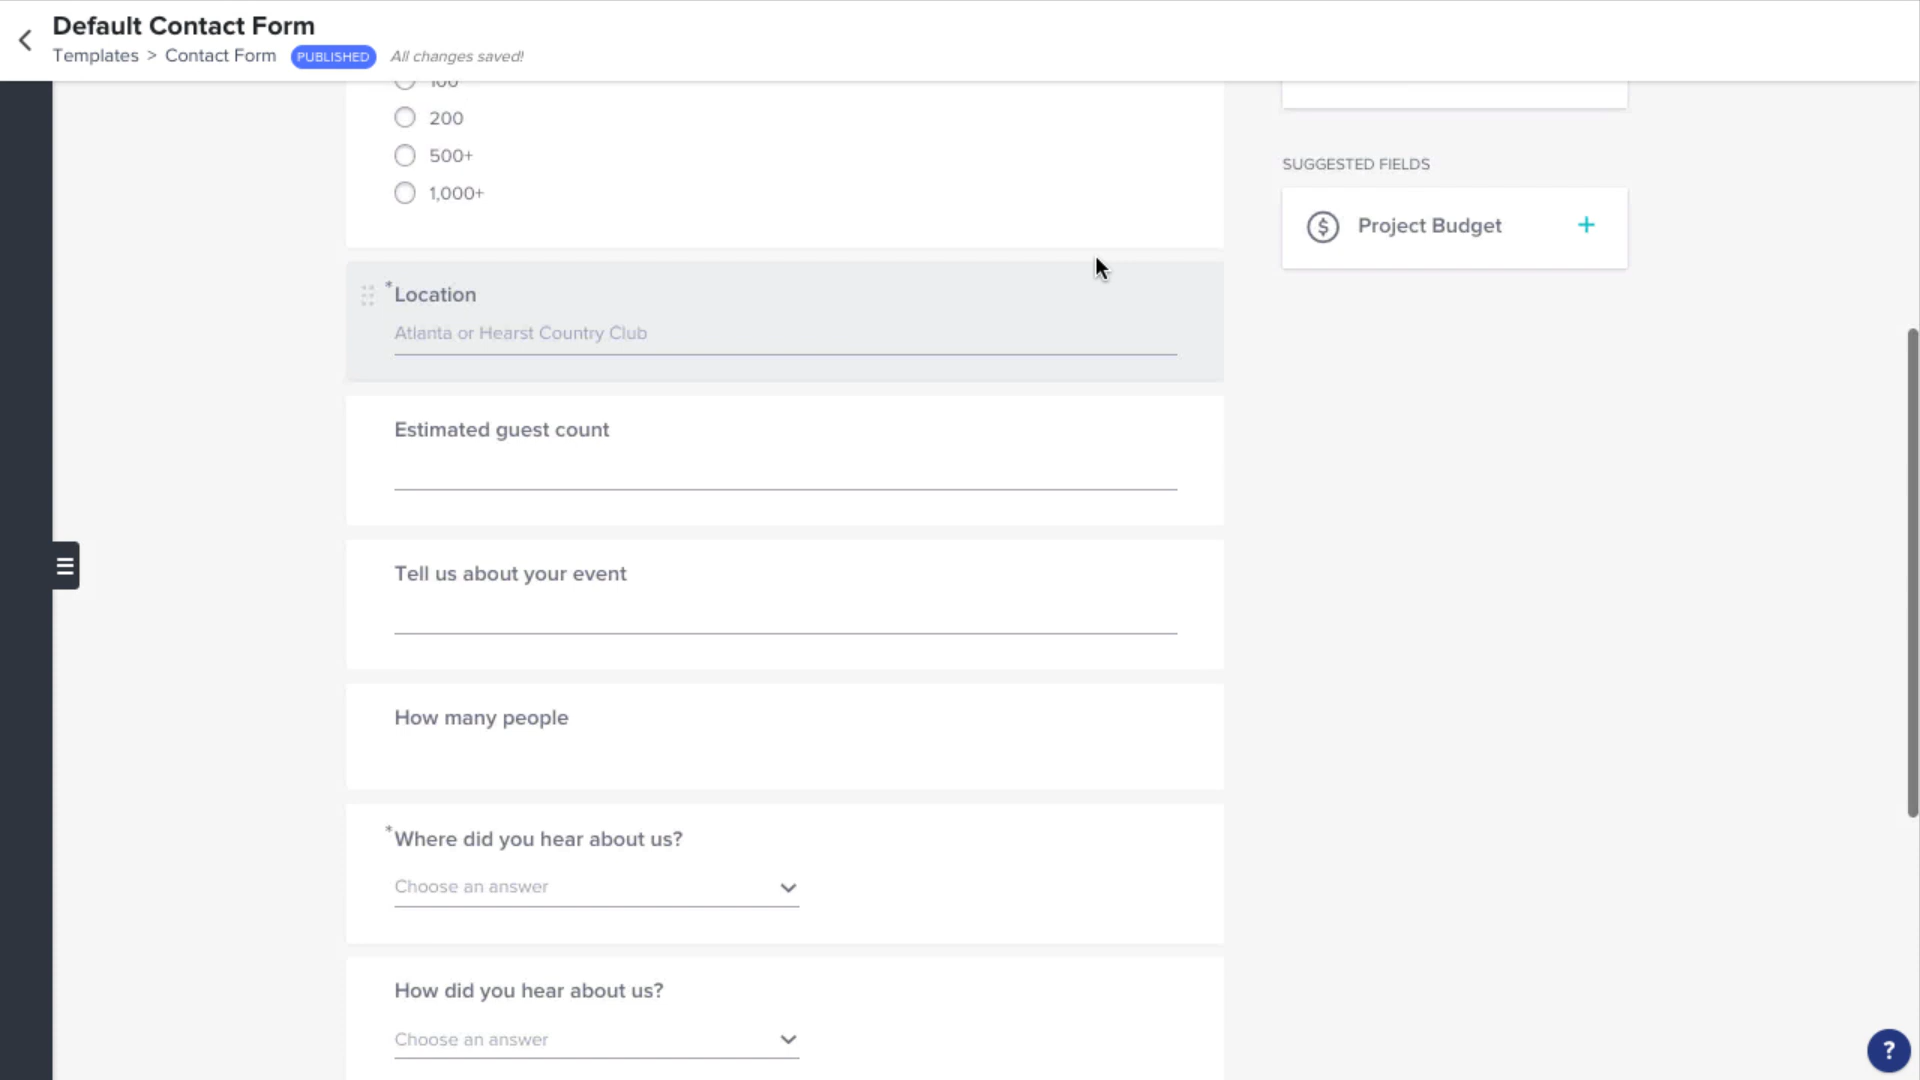 Default Contact Form
Templates > Contact Form PUBLISHED All changes saved!
100
200
500+
1,000+
SUGGESTED FIELDS
$ Project Budget +
* Location
Atlanta or Hearst Country Club
Estimated guest count
Tell us about your event
How many people
* Where did you hear about us?
Choose an answer
How did you hear about us?
Choose an answer
?